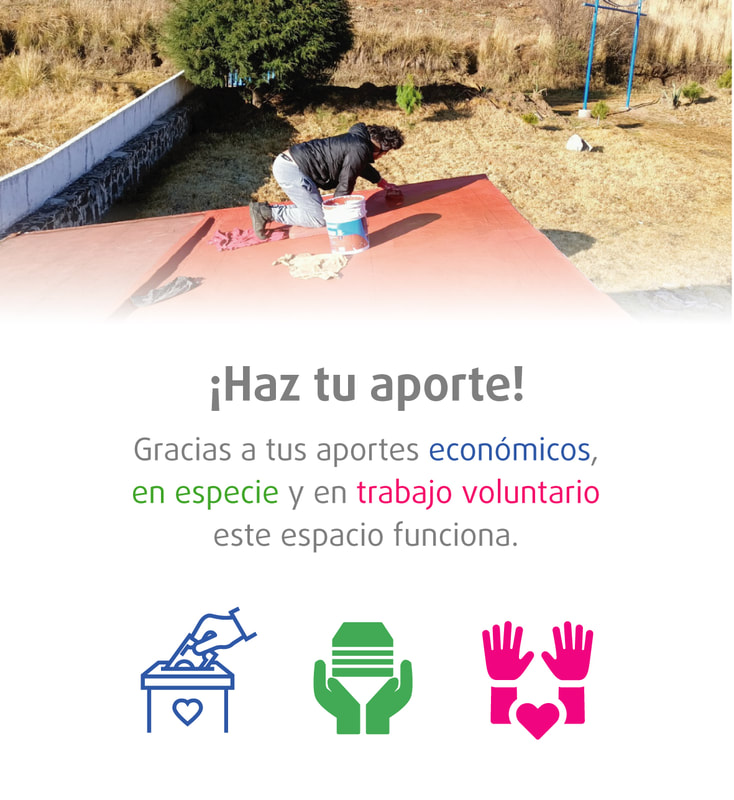 ¡Haz tu aporte!
Gracias a tus aportes económicos,
en especie y en trabajo voluntario
este espacio funciona.